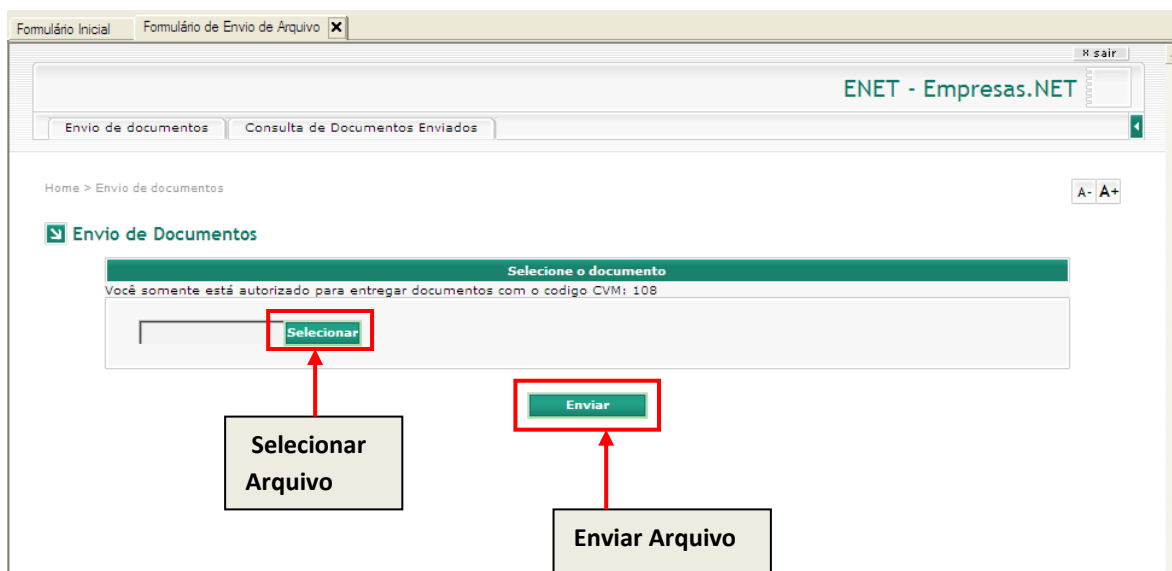 Formulário Inicial
Formulário de Envio de Arquivo
sair
ENET - Empresas.NET
Envio de documentos
Consulta de Documentos Enviados
Home > Envio de documentos
A- A+
Envio de Documentos
Selecione o documento
Você somente está autorizado para entregar documentos com o codigo CVM: 108
Selecionar
Enviar
Selecionar
Arquivo
Enviar Arquivo